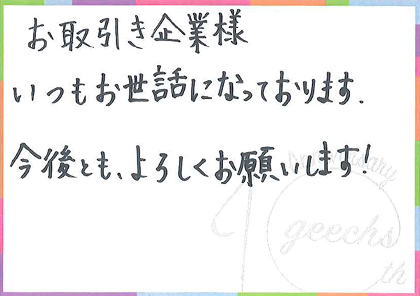 お取引き企業様
いつもお世話になっております.
今後とも、よろしくお願いします!
Anniversary
geechs
th